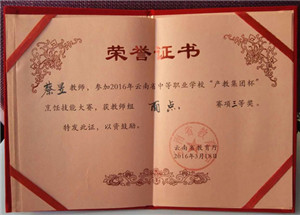 荣誉证书
教师，参加2016年云南省中等职业学校“产教集团杯”
烹饪技能大赛，获教师组 面点 赛项三等奖。
特发此证，以资鼓励。
云南省教育厅
2016年5月18日